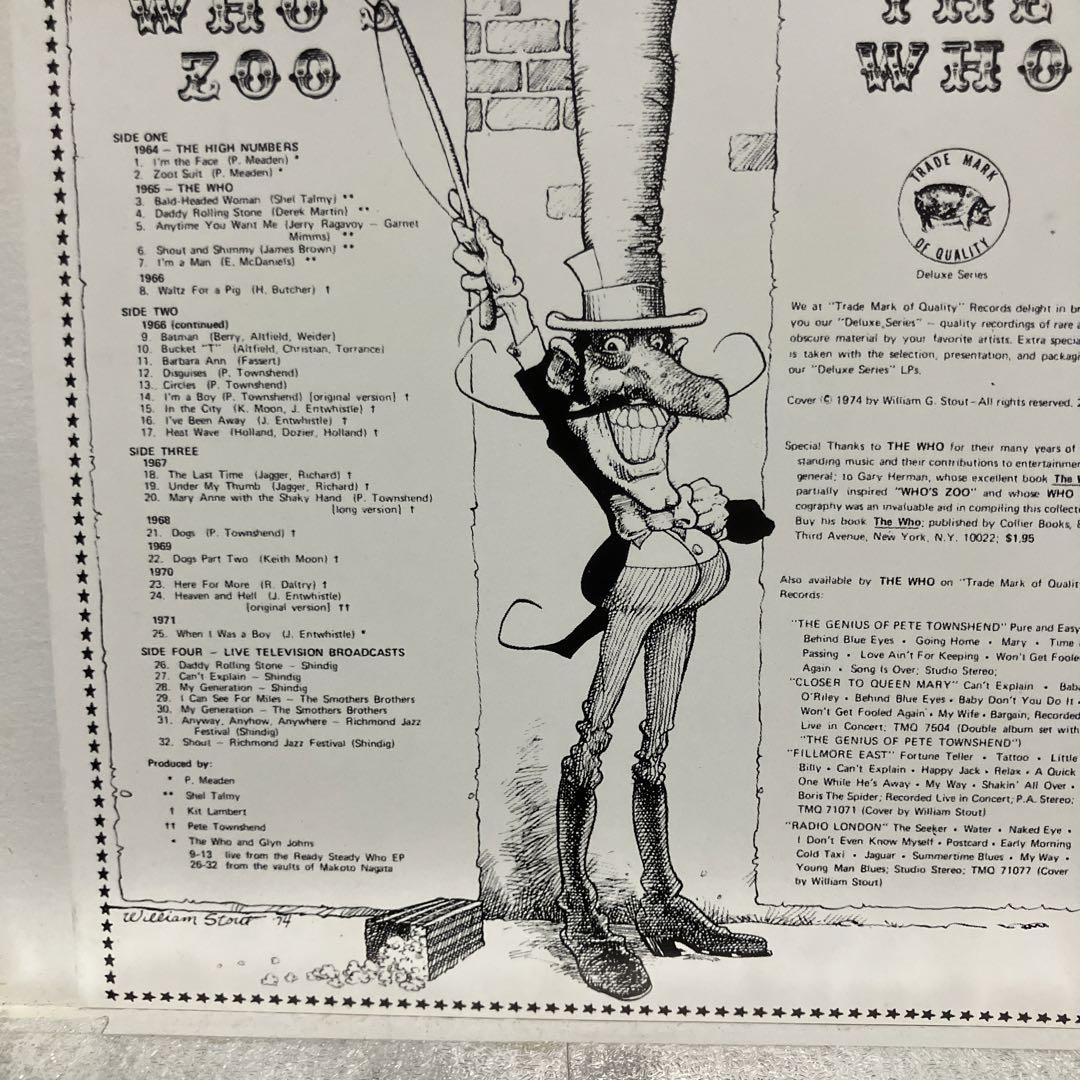 WHO'S
ZOO
SIDE ONE
1964 – THE HIGH NUMBERS
1. I'm the Face (P. Meaden) *
2. Zoot Suit (P. Meaden) *
1965 – THE WHO
3. Bald-Headed Woman (Shel Talmy) **
4. Daddy Rolling Stone (Derek Martin) **
5. Anytime You Want Me (Jerry Ragavoy – Garnet
Mimms) **
6. Shout and Shimmy (James Brown) **
7. I'm a Man (E. McDaniels) **
1966
8. Waltz For a Pig (H. Butcher) †
SIDE TWO
1966 (continued)
9. Batman (Berry, Altfield, Weider)
10. Bucket "T" (Altfield, Christian, Torrance)
11. Barbara Ann (Fassert)
12. Disguises (P. Townshend)
13. Circles (P. Townshend)
14. I'm a Boy (P. Townshend) [original version] †
15. In the City (K. Moon, J. Entwhistle) †
16. I've Been Away (J. Entwhistle) †
17. Heat Wave (Holland, Dozier, Holland) †
SIDE THREE
1967
18. The Last Time (Jagger, Richard) †
19. Under My Thumb (Jagger, Richard) †
20. Mary Anne with the Shaky Hand (P. Townshend)
[long version] †
1968
21. Dogs (P. Townshend) †
1969
22. Dogs Part Two (Keith Moon) †
1970
23. Here For More (R. Daltry) †
24. Heaven and Hell (J. Entwhistle)
[original version] ††
1971
25. When I Was a Boy (J. Entwhistle) *
SIDE FOUR – LIVE TELEVISION BROADCASTS
26. Daddy Rolling Stone – Shindig
27. Can't Explain – Shindig
28. My Generation – Shindig
29. I Can See For Miles – The Smothers Brothers
30. My Generation – The Smothers Brothers
31. Anyway, Anyhow, Anywhere – Richmond Jazz
Festival (Shindig)
32. Shout – Richmond Jazz Festival (Shindig)
Produced by:
* P. Meaden
** Shel Talmy
† Kit Lambert
†† Pete Townshend
* The Who and Glyn Johns
9-13 live from the Ready Steady Who EP
26-32 from the vaults of Makoto Nagata
William Stout '74
THE
WHO
TRADE MARK
OF QUALITY
Deluxe Series
We at "Trade Mark of Quality" Records delight in
you our "Deluxe Series" – quality recordings of rare
obscure material by your favorite artists. Extra
is taken with the selection, presentation, and
our "Deluxe Series" LPs.
Cover © 1974 by William G. Stout – All rights reserved.
Special Thanks to THE WHO for their many years of
standing music and their contributions to
general; to Gary Herman, whose excellent book The
partially inspired "WHO'S ZOO" and whose WHO
cography was an invaluable aid in compiling this
Buy his book The Who; published by Collier Books,
Third Avenue, New York, N.Y. 10022; $1.95
Also available by THE WHO on "Trade Mark of
Records:
"THE GENIUS OF PETE TOWNSHEND" Pure and Easy
Behind Blue Eyes • Going Home • Mary • Time
Passing • Love Ain't For Keeping • Won't Get
Again • Song Is Over; Studio Stereo;
"CLOSER TO QUEEN MARY" Can't Explain •
O'Riley • Behind Blue Eyes • Baby Don't You Do It •
Won't Get Fooled Again • My Wife • Bargain, Recorded
Live in Concert; TMQ 7504 (Double album set with
"THE GENIUS OF PETE TOWNSHEND")
"FILLMORE EAST" Fortune Teller • Tattoo • Little
Billy • Can't Explain • Happy Jack • Relax • A Quick
One While He's Away • My Way • Shakin' All Over •
Boris The Spider; Recorded Live in Concert; P.A. Stereo;
TMQ 71071 (Cover by William Stout)
"RADIO LONDON" The Seeker • Water • Naked Eye •
I Don't Even Know Myself • Postcard • Early Morning
Cold Taxi • Jaguar • Summertime Blues • My Way •
Young Man Blues; Studio Stereo; TMQ 71077 (Cover
by William Stout)